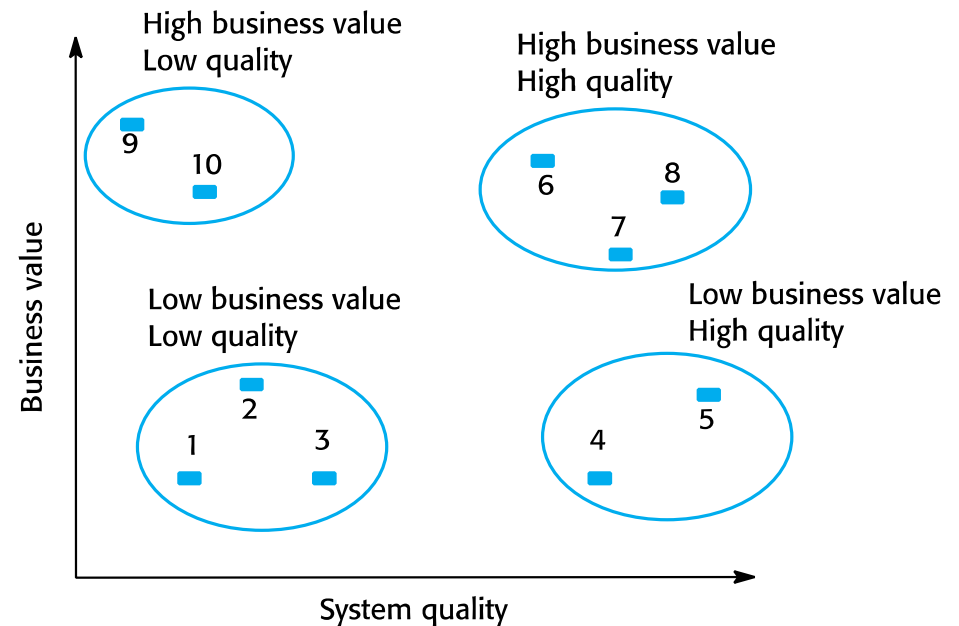 High business value
Low quality
High business value
High quality
9
10
6
8
7
Business value
Low business value
Low quality
Low business value
High quality
2
1
3
5
4
System quality